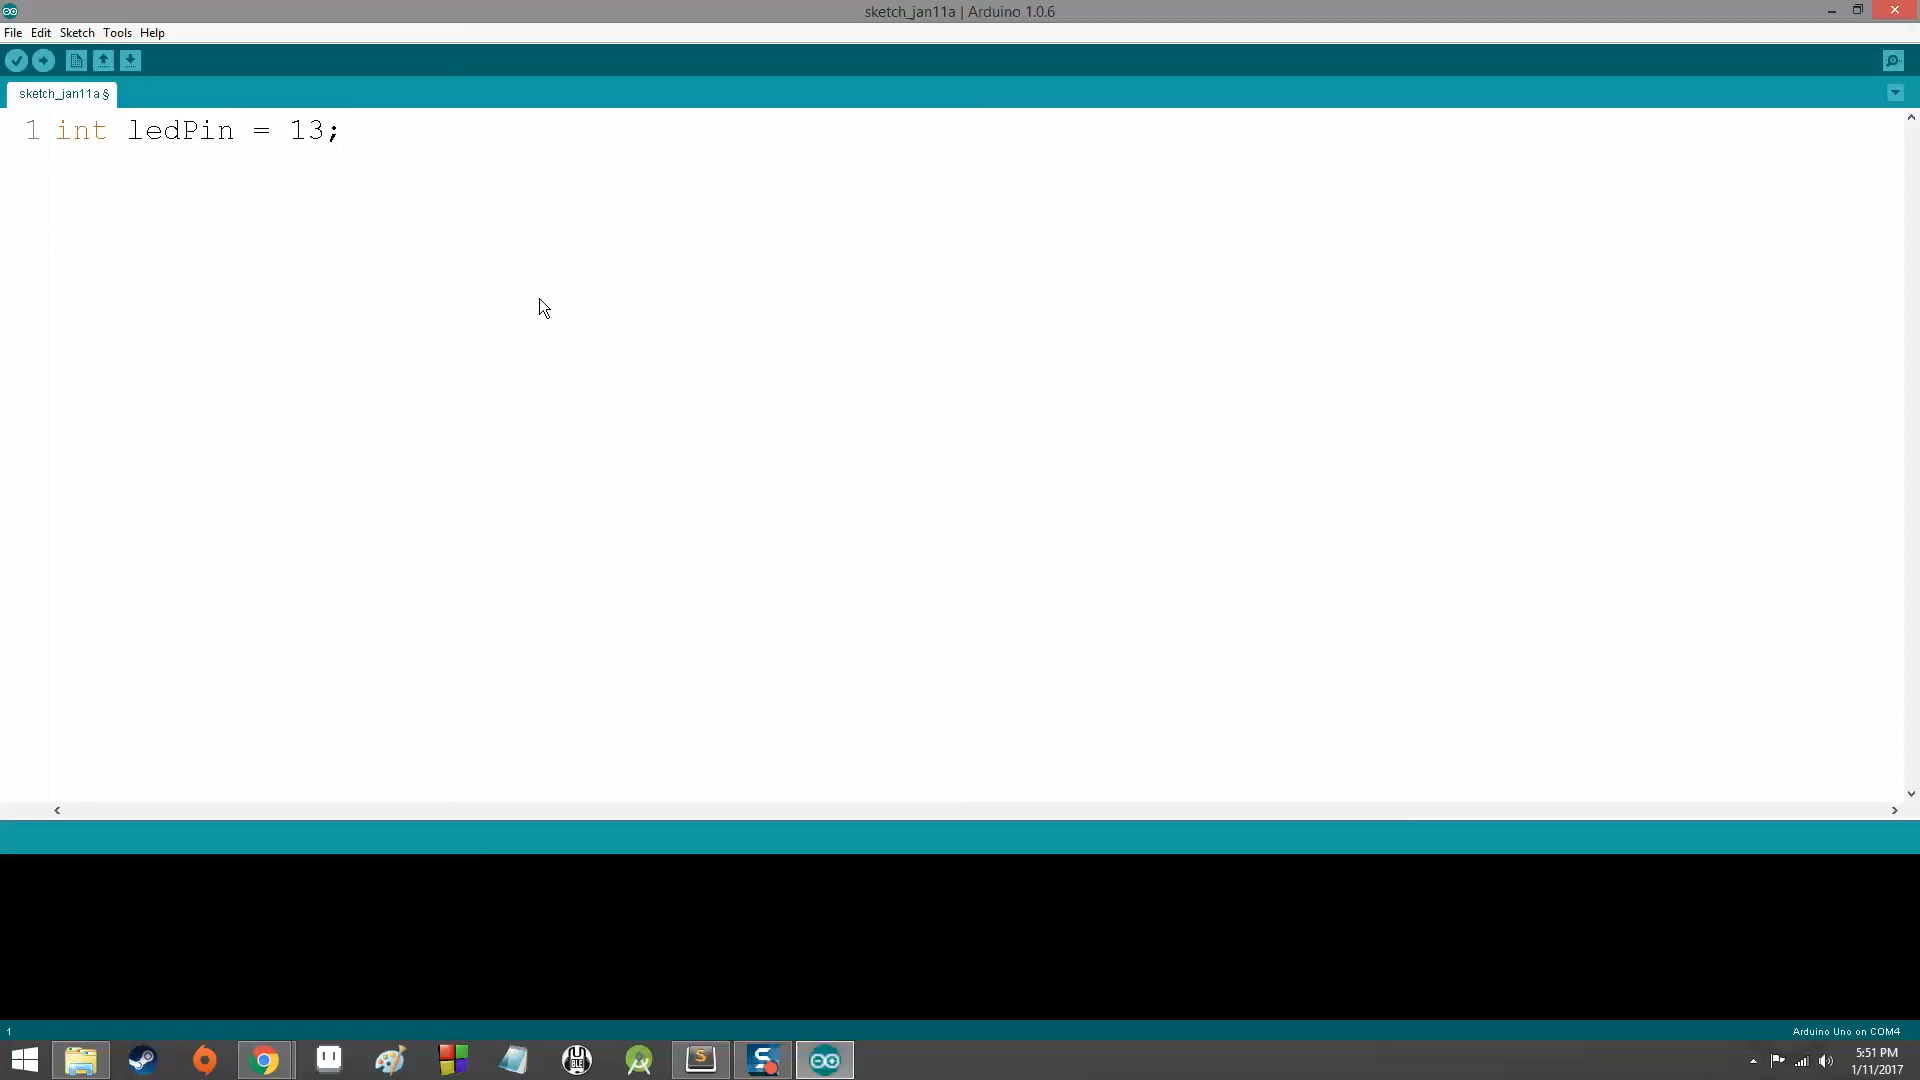 sketch_jan11a | Arduino 1.0.6
File Edit Sketch Tools Help
sketch_jan11a §
1 int ledPin = 13;
1
Arduino Uno on COM4
5:51 PM
1/11/2017